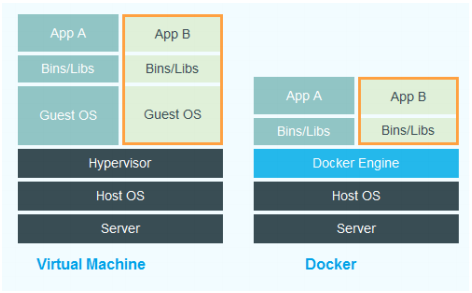 App A
App B
Bins/Libs
Bins/Libs
Guest OS
Guest OS
Hypervisor
Host OS
Server
Virtual Machine
App A
App B
Bins/Libs
Bins/Libs
Docker Engine
Host OS
Server
Docker